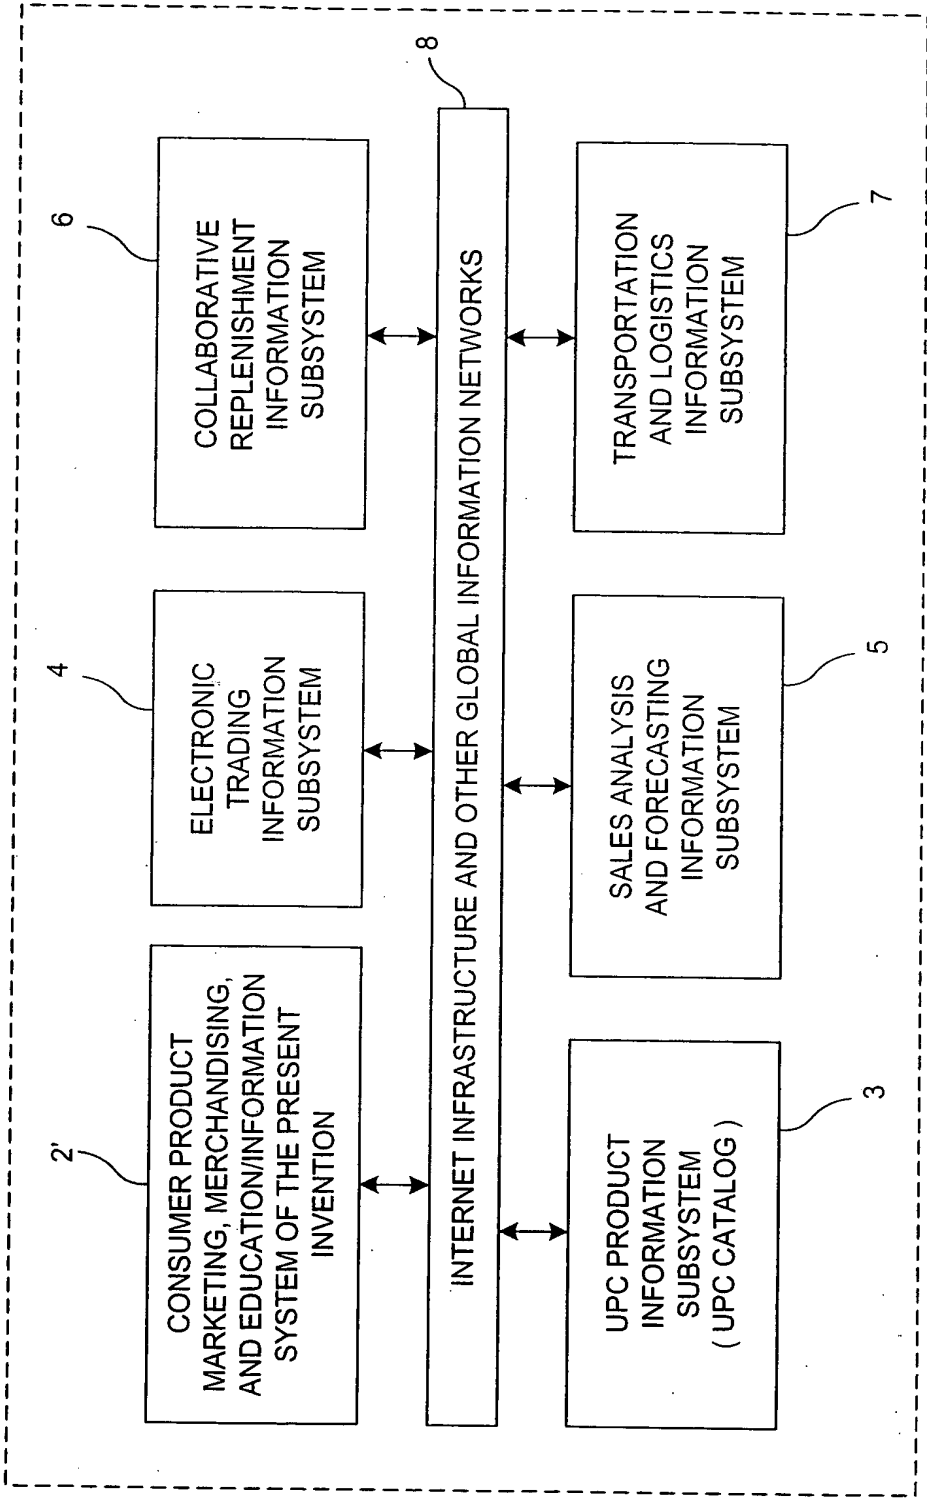 2'
CONSUMER PRODUCT
MARKETING, MERCHANDISING,
AND EDUCATION/INFORMATION
SYSTEM OF THE PRESENT
INVENTION
4
ELECTRONIC
TRADING
INFORMATION
SUBSYSTEM
6
COLLABORATIVE
REPLENISHMENT
INFORMATION
SUBSYSTEM
8
INTERNET INFRASTRUCTURE AND OTHER GLOBAL INFORMATION NETWORKS
UPC PRODUCT
INFORMATION
SUBSYSTEM
( UPC CATALOG )
3
SALES ANALYSIS
AND FORECASTING
INFORMATION
SUBSYSTEM
5
TRANSPORTATION
AND LOGISTICS
INFORMATION
SUBSYSTEM
7